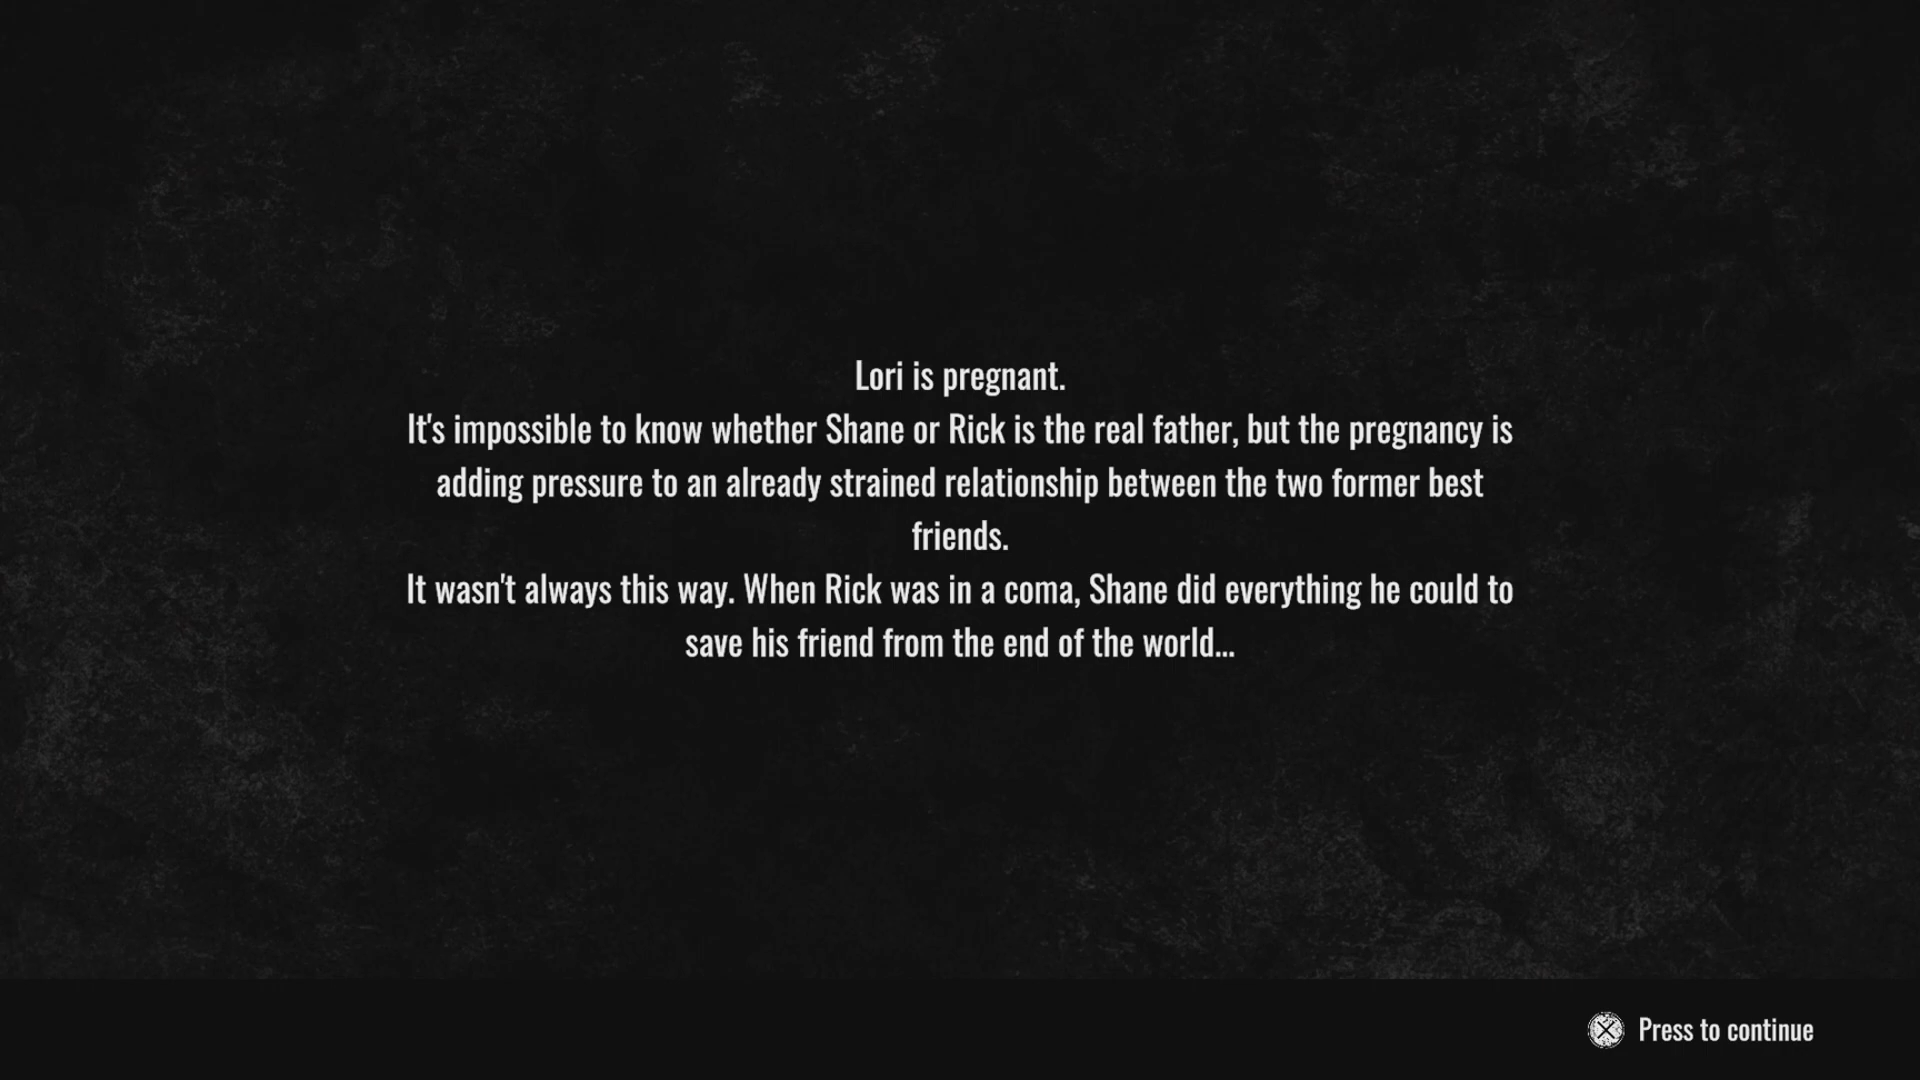 Lori is pregnant.
It's impossible to know whether Shane or Rick is the real father, but the pregnancy is
adding pressure to an already strained relationship between the two former best
friends.
It wasn't always this way. When Rick was in a coma, Shane did everything he could to
save his friend from the end of the world...
Press to continue